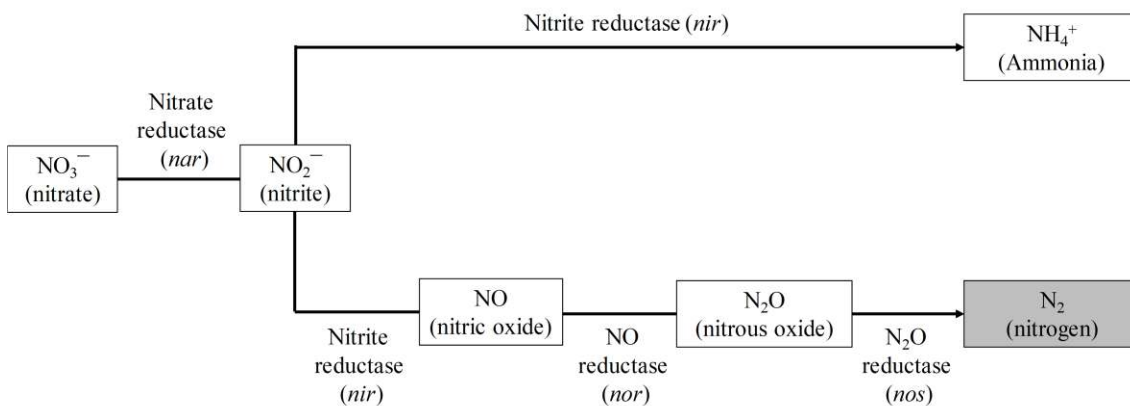 Nitrite reductase (nir)
NH₄⁺
(Ammonia)
Nitrate
reductase
(nar)
NO₃⁻
(nitrate)
NO₂⁻
(nitrite)
NO
(nitric oxide)
N₂O
(nitrous oxide)
N₂
(nitrogen)
Nitrite
reductase
(nir)
NO
reductase
(nor)
N₂O
reductase
(nos)